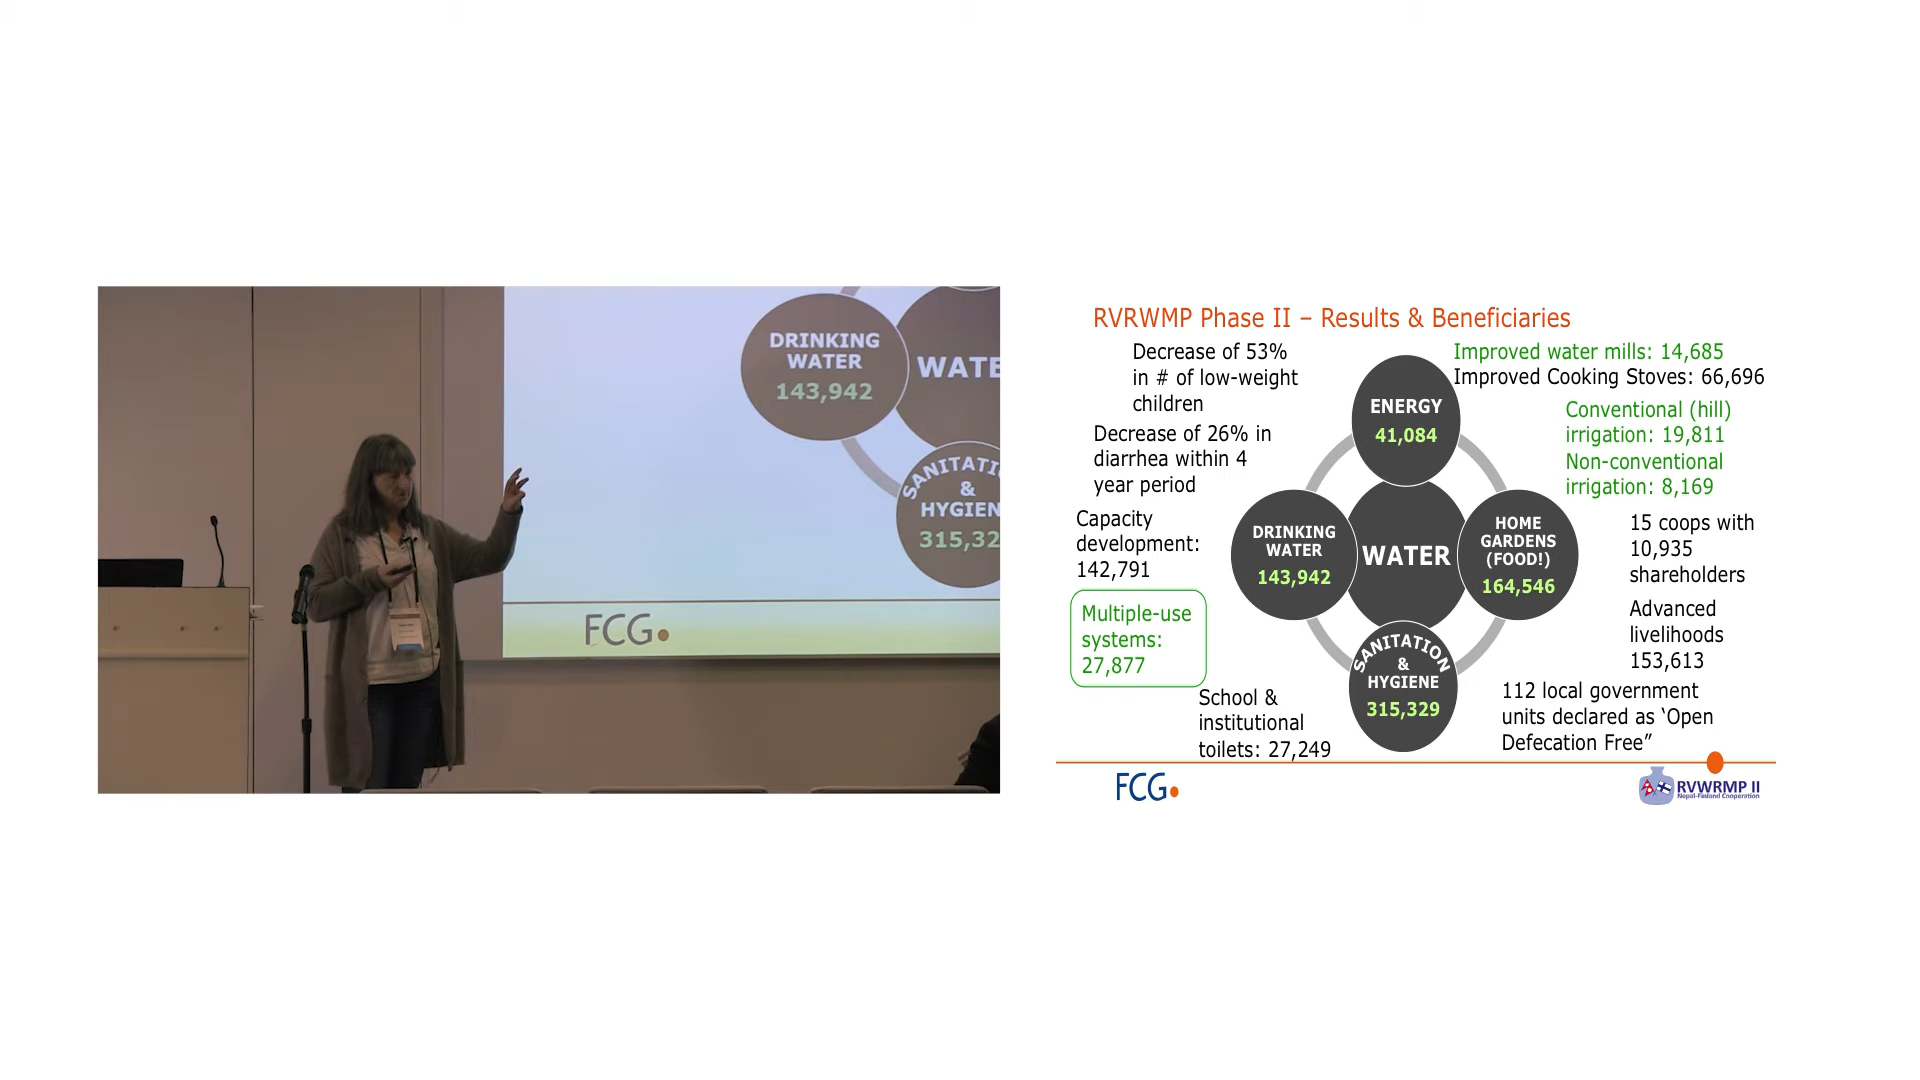 DRINKING
WATER
143,942
WATE
SANITATI
&
HYGIEN
315,32
FCG
RVRWMP Phase II – Results & Beneficiaries
Decrease of 53%
in # of low-weight
children
Decrease of 26% in
diarrhea within 4
year period
Capacity
development:
142,791
Multiple-use
systems:
27,877
School &
institutional
toilets: 27,249
ENERGY
41,084
DRINKING
WATER
143,942
WATER
HOME
GARDENS
(FOOD!)
164,546
SANITATION
&
HYGIENE
315,329
Improved water mills: 14,685
Improved Cooking Stoves: 66,696
Conventional (hill)
irrigation: 19,811
Non-conventional
irrigation: 8,169
15 coops with
10,935
shareholders
Advanced
livelihoods
153,613
112 local government
units declared as ‘Open
Defecation Free”
FCG
RVWRMP II
Nepal-Finland Cooperation